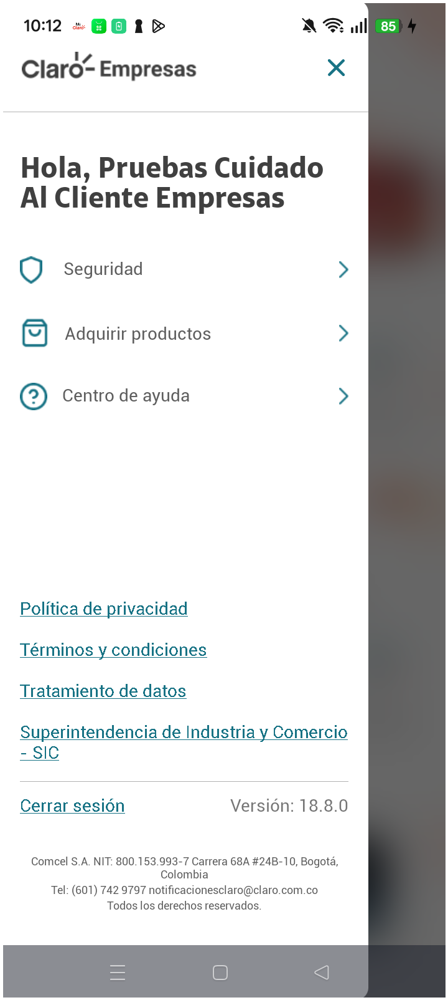 10:12
Mi
Claro
85
Claro Empresas
Hola, Pruebas Cuidado
Al Cliente Empresas
Seguridad
Adquirir productos
Centro de ayuda
Política de privacidad
Términos y condiciones
Tratamiento de datos
Superintendencia de Industria y Comercio
- SIC
Cerrar sesión
Versión: 18.8.0
Comcel S.A. NIT: 800.153.993-7 Carrera 68A #24B-10, Bogotá,
Colombia
Tel: (601) 742 9797 notificacionesclaro@claro.com.co
Todos los derechos reservados.